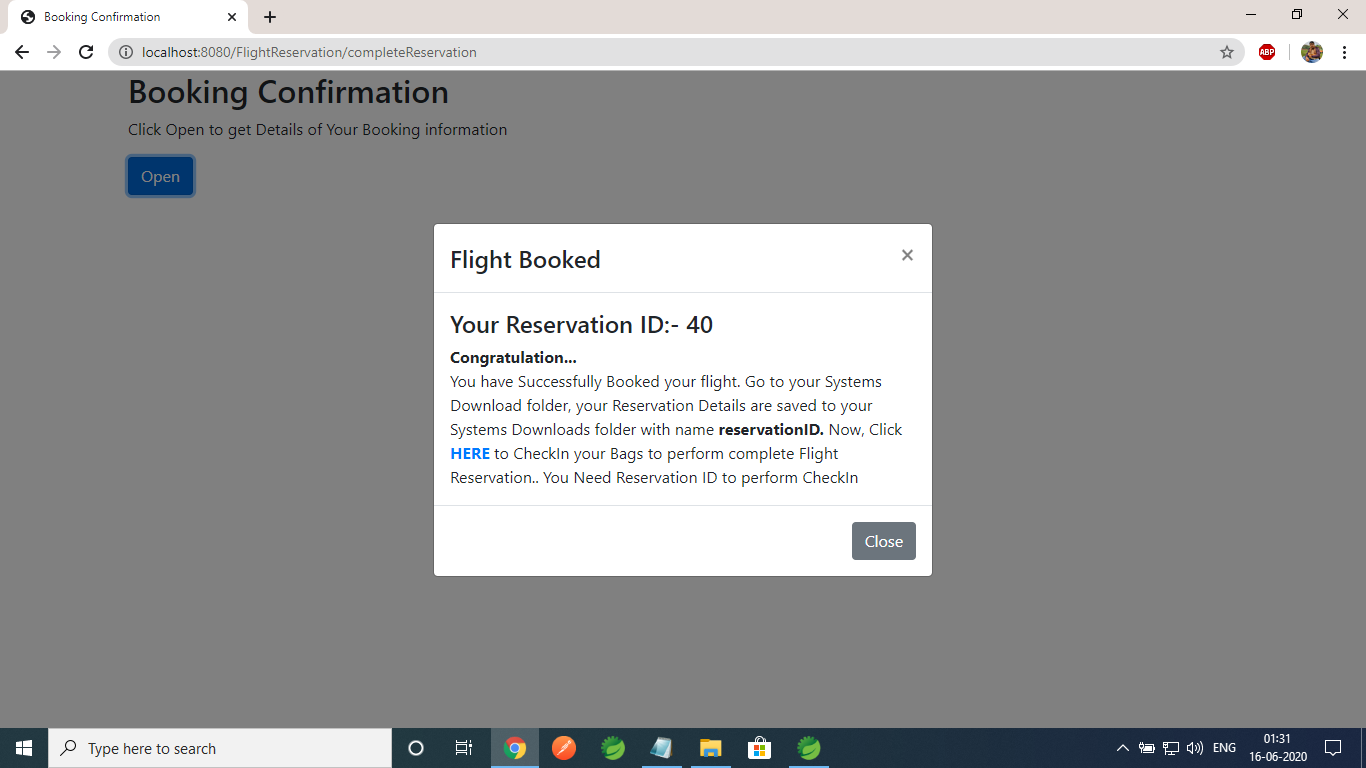 Booking Confirmation
localhost:8080/FlightReservation/completeReservation
ABP
Booking Confirmation
Click Open to get Details of Your Booking information
Open
Flight Booked
×
Your Reservation ID:- 40
Congratulation...
You have Successfully Booked your flight. Go to your Systems
Download folder, your Reservation Details are saved to your
Systems Downloads folder with name reservationID. Now, Click
HERE to CheckIn your Bags to perform complete Flight
Reservation.. You Need Reservation ID to perform CheckIn
Close
Type here to search
ENG
01:31
16-06-2020